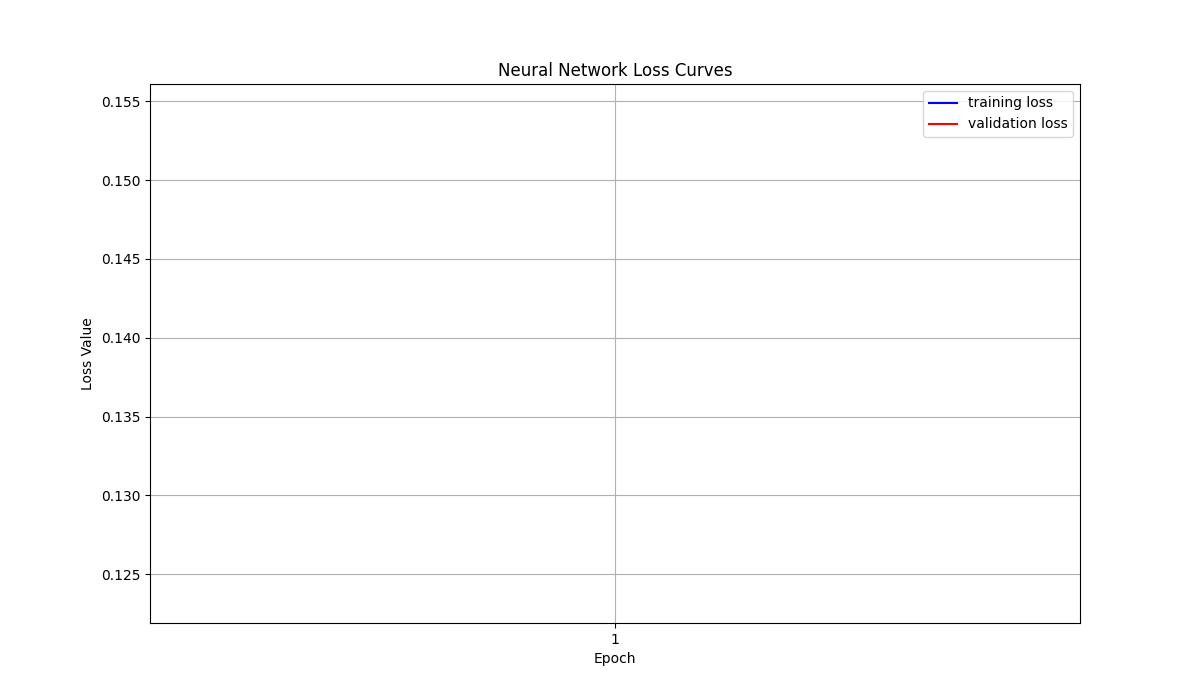 Neural Network Loss Curves
training loss
validation loss
0.155
0.150
0.145
0.140
0.135
0.130
0.125
Loss Value
1
Epoch